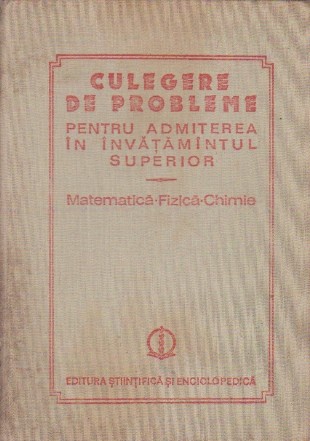 CULEGERE
DE PROBLEME
PENTRU ADMITEREA
ÎN ÎNVĂȚĂMÎNTUL
SUPERIOR
Matematică·Fizică·Chimie
EDITURA ȘTIINȚIFICĂ ȘI ENCICLOPEDICĂ